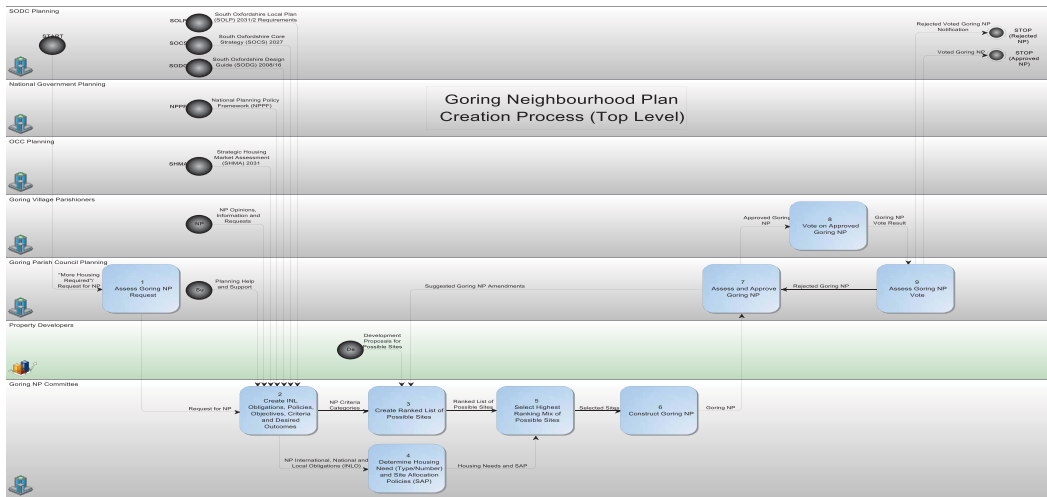 SODC Planning
START
SOLP
South Oxfordshire Local Plan
(SOLP) 2031/2 Requirements
SOCS
South Oxfordshire Core
Strategy (SOCS) 2027
SODG
South Oxfordshire Design
Guide (SODG) 2008/16
Rejected Voted Goring NP
Notification
STOP
(Rejected
NP)
Voted Goring NP
STOP
(Approved
NP)
National Government Planning
NPPF
National Planning Policy
Framework (NPPF)
Goring Neighbourhood Plan
Creation Process (Top Level)
OCC Planning
SHMA
Strategic Housing
Market Assessment
(SHMA) 2031
Goring Village Parishioners
NP
NP Opinions,
Information and
Requests
Approved Goring
NP
8
Vote on Approved
Goring NP
Goring NP
Vote Result
Goring Parish Council Planning
"More Housing
Required"/
Request for NP
1
Assess Goring NP
Request
Planning Help
and Support
Suggested Goring NP Amendments
7
Assess and Approve
Goring NP
Rejected Goring NP
9
Assess Goring NP
Vote
Property Developers
Development
Proposals for
Possible Sites
Goring NP Committee
Request for NP
2
Create INL
Obligations, Policies,
Objectives, Criteria
and Desired
Outcomes
NP Criteria
Categories
3
Create Ranked List of
Possible Sites
Ranked List of
Possible Sites
5
Select Highest
Ranking Mix of
Possible Sites
Selected Sites
6
Construct Goring NP
Goring NP
NP International, National and
Local Obligations (INLO)
4
Determine Housing
Need (Type/Number)
and Site Allocation
Policies (SAP)
Housing Needs and SAP